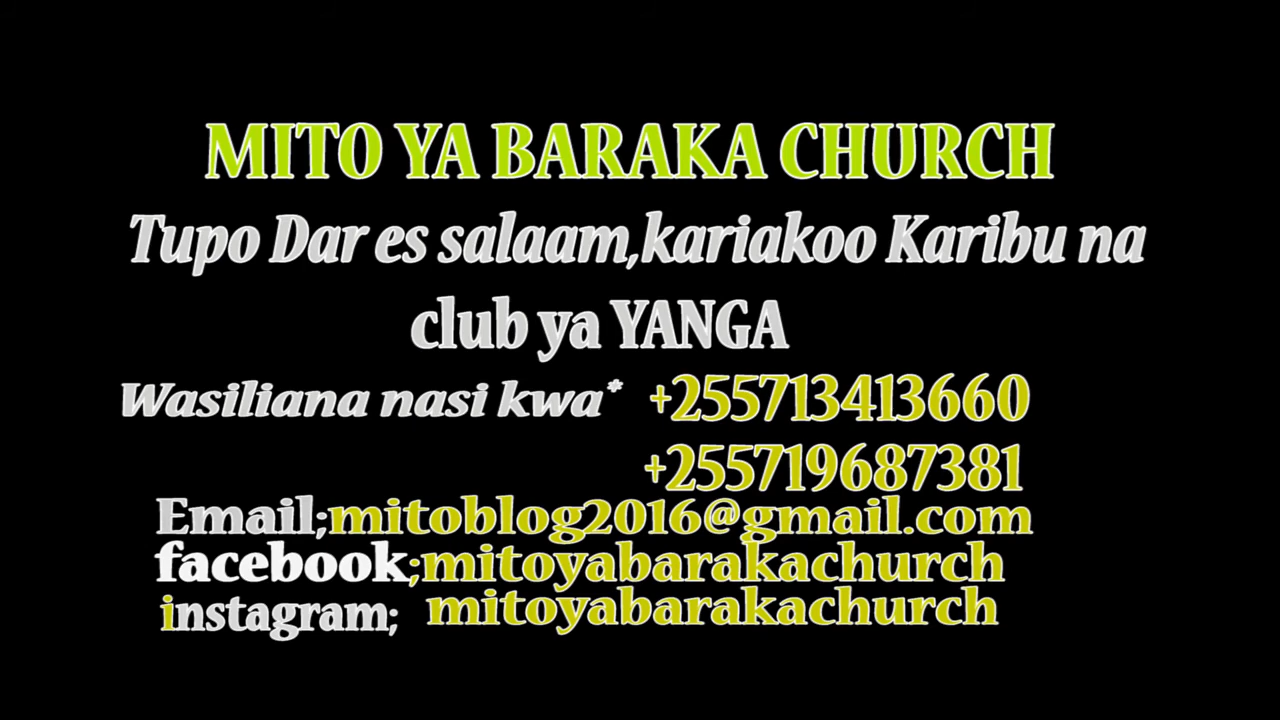 MITO YA BARAKA CHURCH
Tupo Dar es salaam,kariakoo Karibu na
club ya YANGA
Wasiliana nasi kwa* +255713413660
+255719687381
Email;mitoblog2016@gmail.com
facebook;mitoyabarakachurch
instagram; mitoyabarakachurch